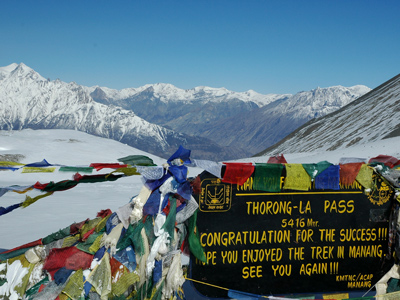 THORONG-LA PASS
5416 Mtr.
CONGRATULATION FOR THE SUCCESS!!!
PE YOU ENJOYED THE TREK IN MANANG
SEE YOU AGAIN!!!
KMTNC/ACAP
MANANG